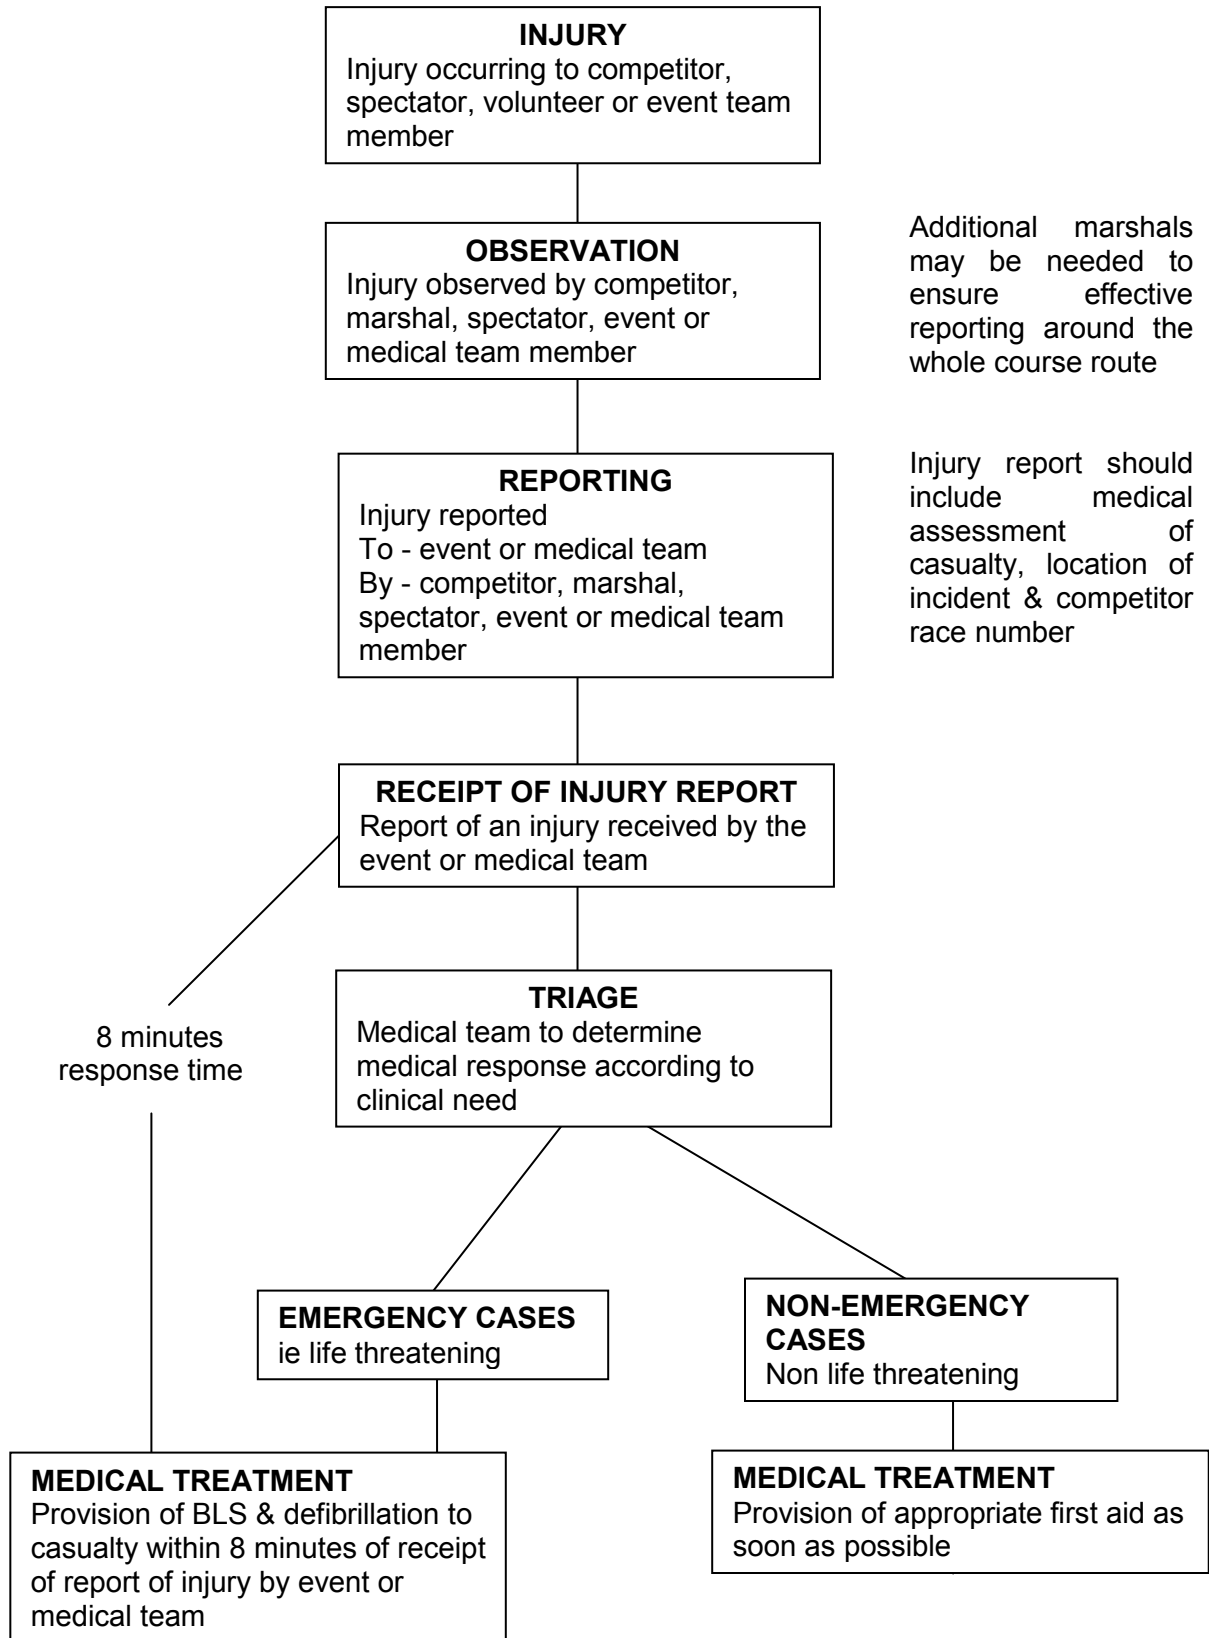 INJURY
Injury occurring to competitor,
spectator, volunteer or event team
member
OBSERVATION
Injury observed by competitor,
marshal, spectator, event or
medical team member
Additional marshals
may be needed to
ensure effective
reporting around the
whole course route
REPORTING
Injury reported
To - event or medical team
By - competitor, marshal,
spectator, event or medical team
member
Injury report should
include medical
assessment of
casualty, location of
incident & competitor
race number
RECEIPT OF INJURY REPORT
Report of an injury received by the
event or medical team
8 minutes
response time
TRIAGE
Medical team to determine
medical response according to
clinical need
EMERGENCY CASES
ie life threatening
NON-EMERGENCY
CASES
Non life threatening
MEDICAL TREATMENT
Provision of BLS & defibrillation to
casualty within 8 minutes of receipt
of report of injury by event or
medical team
MEDICAL TREATMENT
Provision of appropriate first aid as
soon as possible